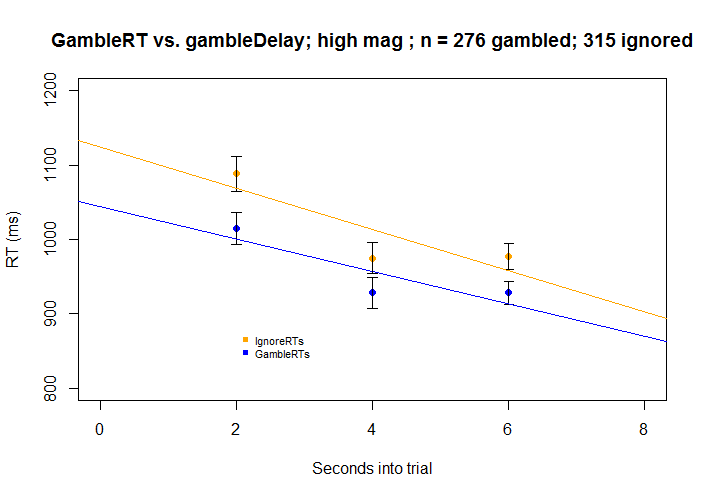 GambleRT vs. gambleDelay; high mag ; n = 276 gambled; 315 ignored
RT (ms)
1200
1100
1000
900
800
IgnoreRTs
GambleRTs
0 2 4 6 8
Seconds into trial